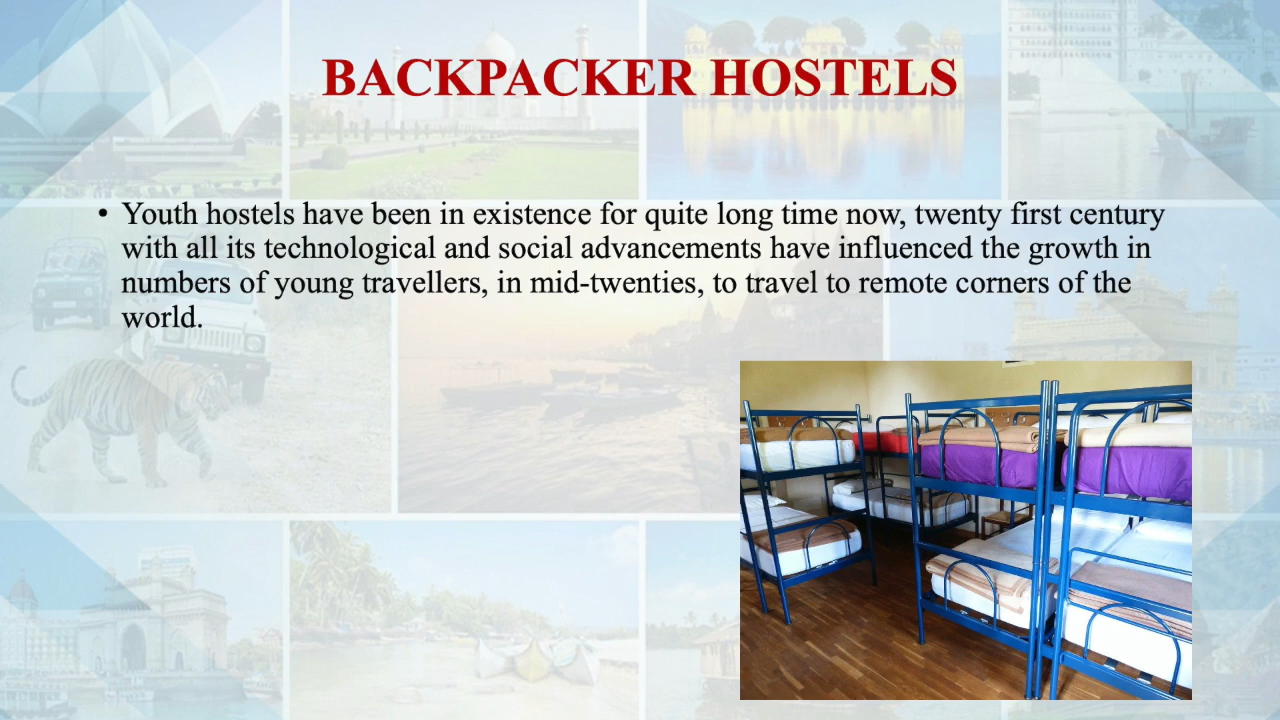 BACKPACKER HOSTELS
• Youth hostels have been in existence for quite long time now, twenty first century
with all its technological and social advancements have influenced the growth in
numbers of young travellers, in mid-twenties, to travel to remote corners of the
world.